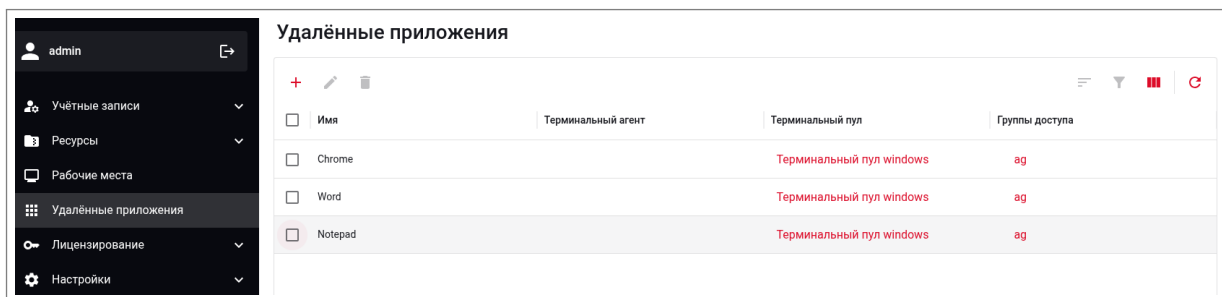 admin
Учётные записи
Ресурсы
Рабочие места
Удалённые приложения
Лицензирование
Настройки
Удалённые приложения
Имя Терминальный агент Терминальный пул Группы доступа
Chrome Терминальный пул windows ag
Word Терминальный пул windows ag
Notepad Терминальный пул windows ag